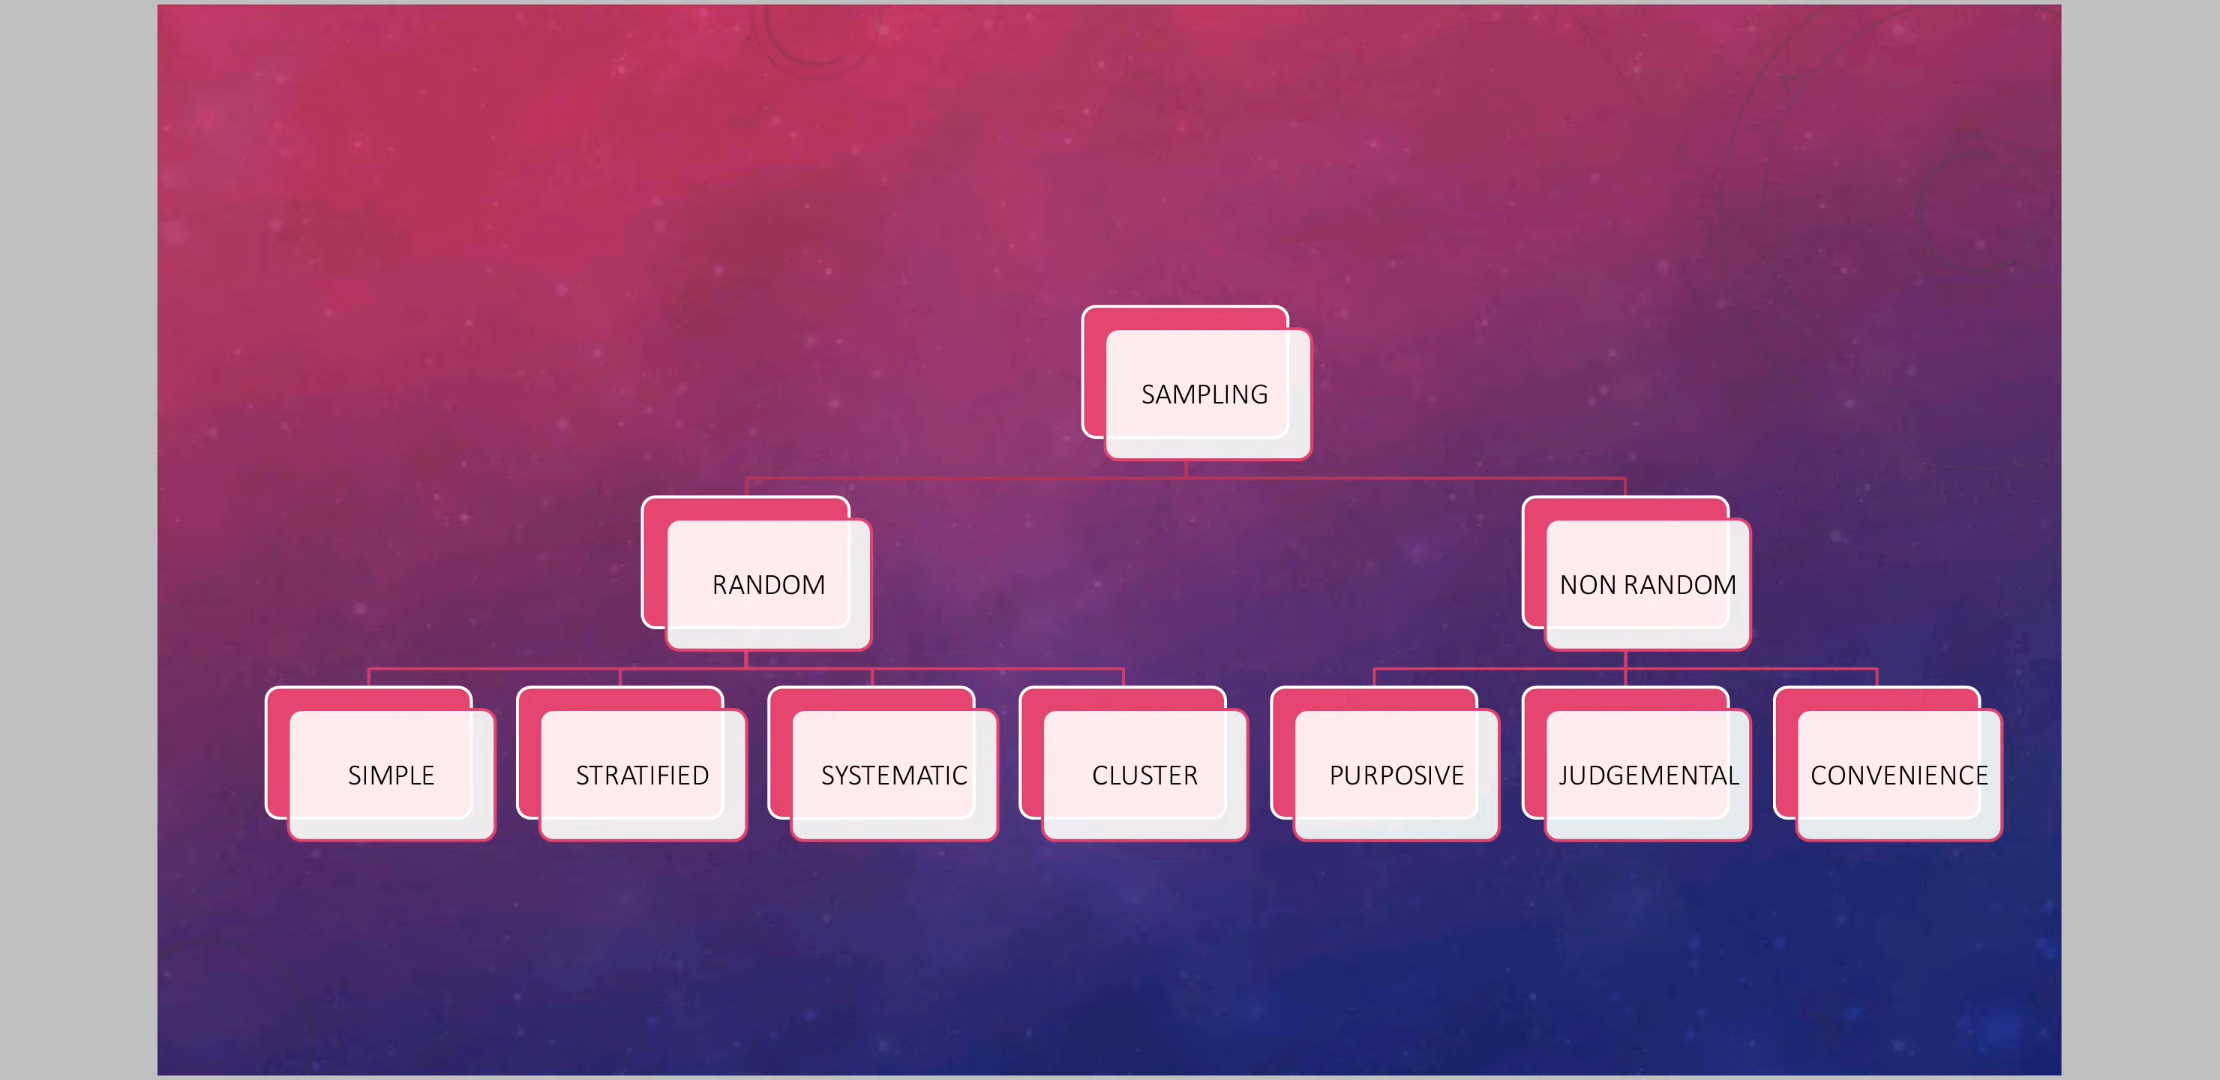 SAMPLING
RANDOM
NON RANDOM
SIMPLE
STRATIFIED
SYSTEMATIC
CLUSTER
PURPOSIVE
JUDGEMENTAL
CONVENIENCE